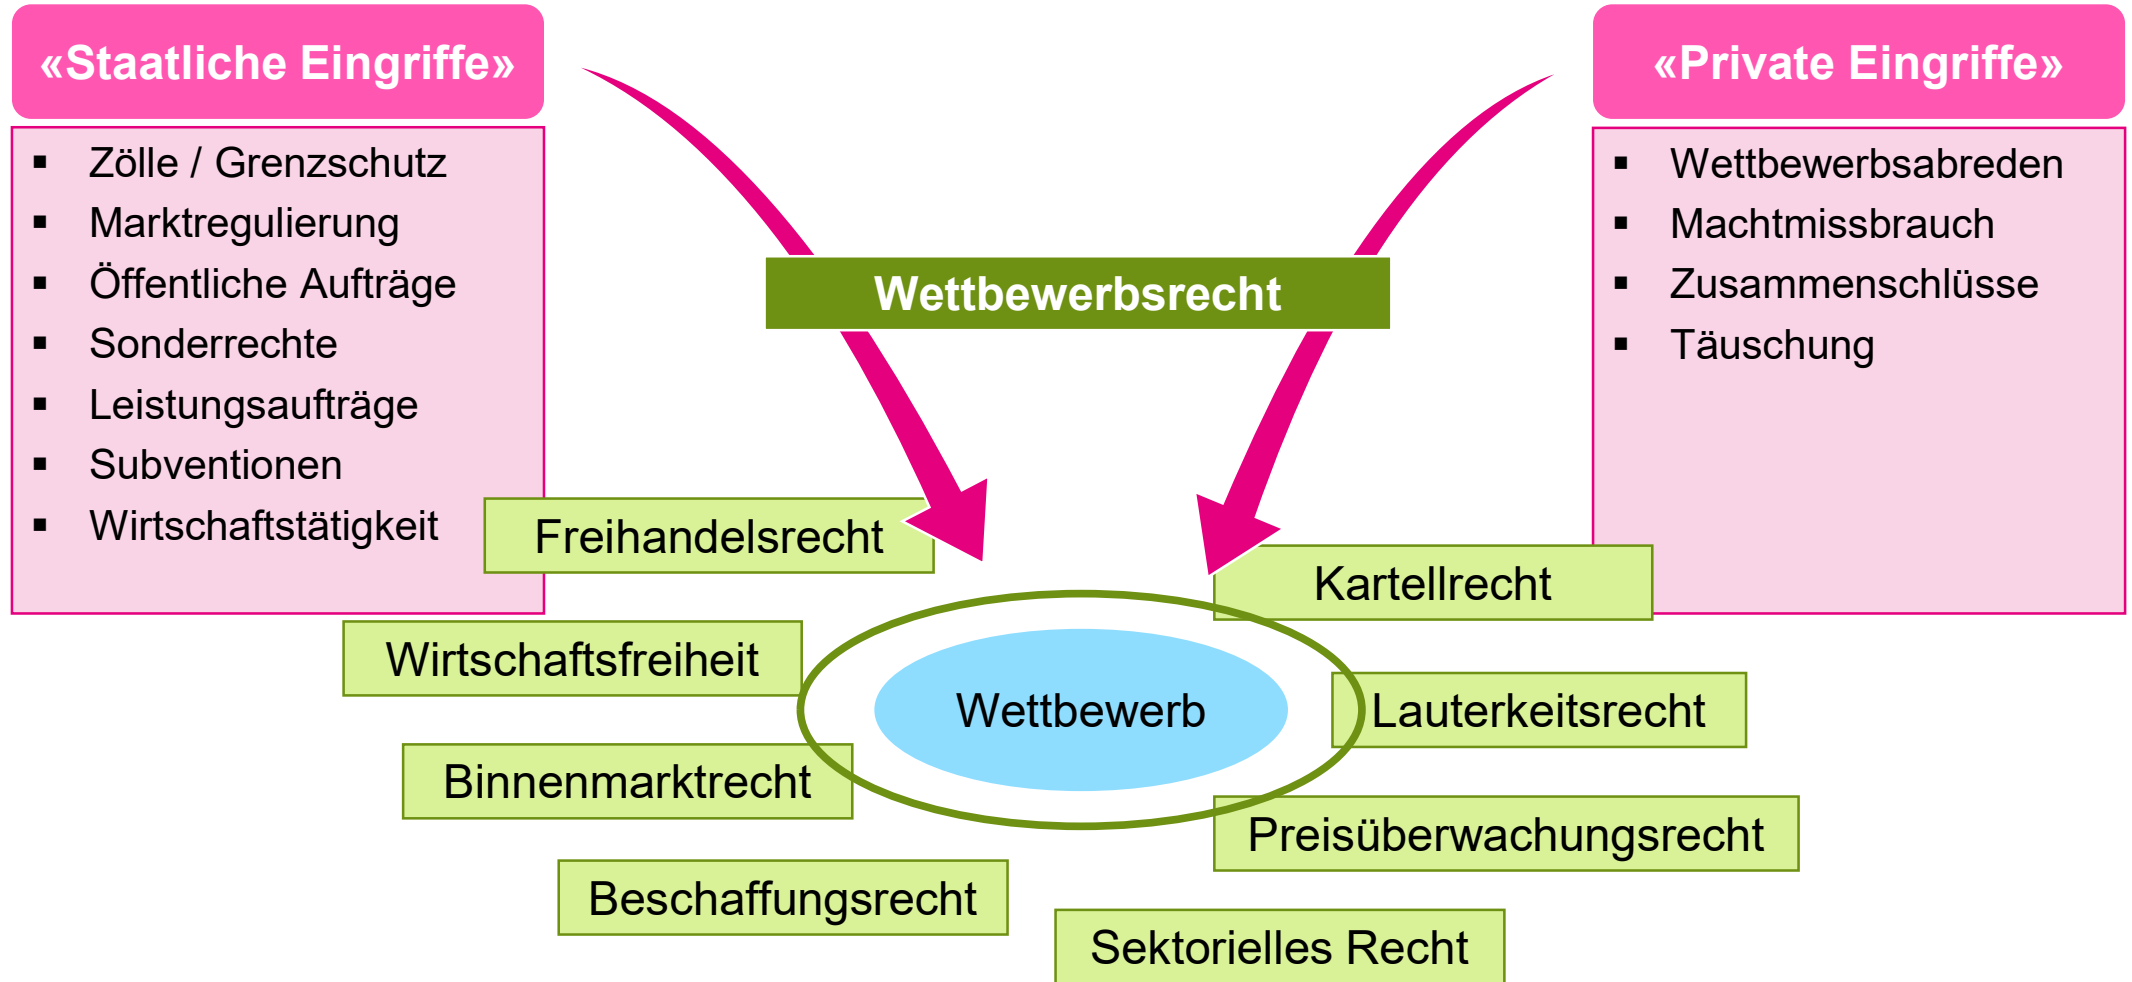 «Staatliche Eingriffe»
▪ Zölle / Grenzschutz
▪ Marktregulierung
▪ Öffentliche Aufträge
▪ Sonderrechte
▪ Leistungsaufträge
▪ Subventionen
▪ Wirtschaftstätigkeit
«Private Eingriffe»
▪ Wettbewerbsabreden
▪ Machtmissbrauch
▪ Zusammenschlüsse
▪ Täuschung
Wettbewerbsrecht
Freihandelsrecht
Wirtschaftsfreiheit
Binnenmarktrecht
Beschaffungsrecht
Wettbewerb
Kartellrecht
Lauterkeitsrecht
Preisüberwachungsrecht
Sektorielles Recht